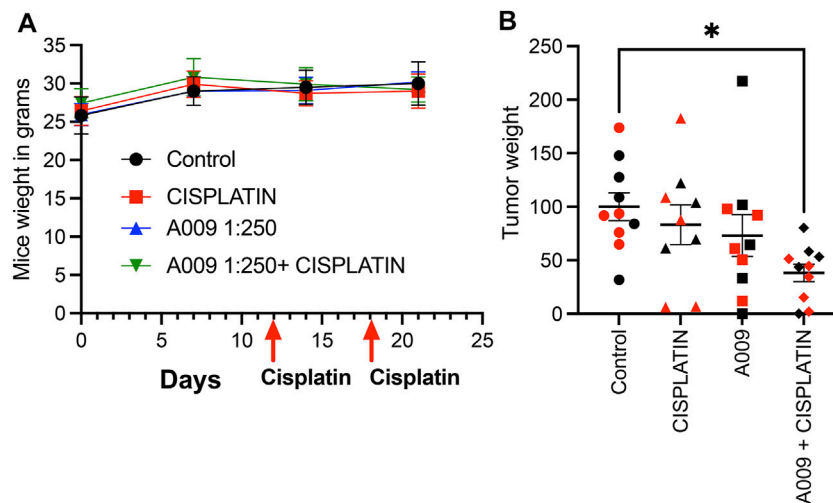 A
Mice wieght in grams
35
30
25
20
15
10
5
0
Control
CISPLATIN
A009 1:250
A009 1:250+ CISPLATIN
0 5 10 15 20 25
Days
Cisplatin Cisplatin
B
*
Tumor weight
250
200
150
100
50
0
Control
CISPLATIN
A009
A009 + CISPLATIN